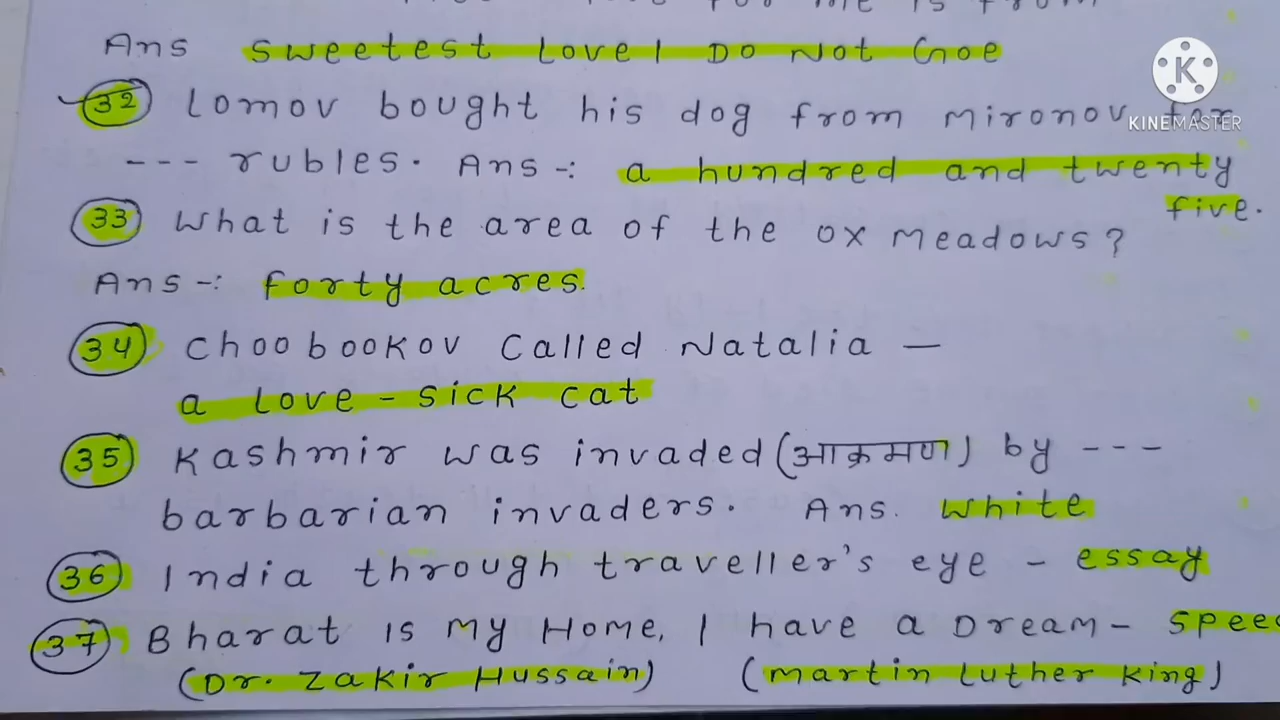 Ans Sweetest Love I Do Not Goe
32 Lomov bought his dog from Mironov for
--- rubles. Ans -: a hundred and twenty
five.
33 What is the area of the ox Meadows?
Ans -: forty acres.
34 Choobookov Called Natalia —
a Love - Sick Cat
35 Kashmir was invaded (आक्रमण) by ---
barbarian invaders. Ans. White
36 India through traveller's eye - essay
37 Bharat is My Home, I have a Dream - Spee
(Dr. Zakir Hussain) (Martin Luther King)
K
KINEMASTER